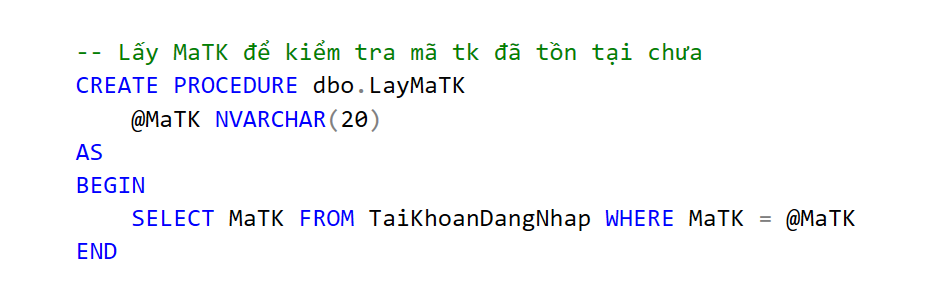 -- Lấy MaTK để kiểm tra mã tk đã tồn tại chưa
CREATE PROCEDURE dbo.LayMaTK
    @MaTK NVARCHAR(20)
AS
BEGIN
    SELECT MaTK FROM TaiKhoanDangNhap WHERE MaTK = @MaTK
END